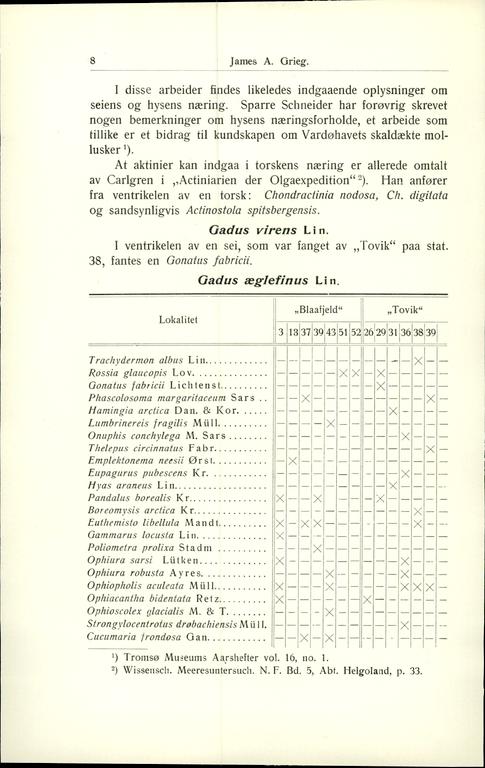 8 James A. Grieg.
I disse arbeider findes likeledes indgaaende oplysninger om
seiens og hysens næring. Sparre Schneider har forøvrig skrevet
nogen bemerkninger om hysens næringsforholde, et arbeide som
tillike er et bidrag til kundskapen om Vardøhavets skaldækte mol-
lusker ¹).
At aktinier kan indgaa i torskens næring er allerede omtalt
av Carlgren i „Actiniarien der Olgaexpedition“ ²). Han anfører
fra ventrikelen av en torsk: Chondractinia nodosa, Ch. digitata
og sandsynligvis Actinostola spitsbergensis.
Gadus virens Lin.
I ventrikelen av en sei, som var fanget av „Tovik“ paa stat.
38, fantes en Gonatus fabricii.
Gadus æglefinus Lin.
Lokalitet „Blaafjeld“ „Tovik“
3 13 37 39 43 51 52 26 29 31 36 38 39
Trachydermon albus Lin............. — — — — — — — — — — — × — —
Rossia glaucopis Lov............... — — — — — × × — × — — — — —
Gonatus fabricii Lichtenst.......... — — — — — — — — × — — — — —
Phascolosoma margaritaceum Sars .. — — × — — — — — — — — — × —
Hamingia arctica Dan. & Kor. ..... — — — — — — — — — × — — — —
Lumbrinereis fragilis Müll.......... — — — — × — — — — — — — — —
Onuphis conchylega M. Sars ........ — — — — — — — — — — × — — —
Thelepus circinnatus Fabr........... — — — — — — — — — — — — × —
Emplektonema neesii Ørst........... — × — — — — — — — — — — — —
Eupagurus pubescens Kr. .......... — — — — — — — — — — × — — —
Hyas araneus Lin.................. — — — — — — — — — × — — — —
Pandalus borealis Kr............... × — — × — — — — × — — — — —
Boreomysis arctica Kr.............. — — — — — — — — — — — × — —
Euthemisto libellula Mandt.......... × — × × — — — — — — — × — —
Gammarus locusta Lin. ............ × — — — — — — — — — — — — —
Poliometra prolixa Stadm .......... — — — × — — — — — — — — — —
Ophiura sarsi Lütken.............. × — — — — — — — — — × — — —
Ophiura robusta Ayres............. — — — — × — — — — — × — — —
Ophiopholis aculeata Müll.......... × — — — × — — — — — × × × —
Ophiacantha bidentata Retz......... × — — — — — — × — — — — — —
Ophioscolex glacialis M. & T. ....... — — — — × — — — — — — — — —
Strongylocentrotus drøbachiensis Müll. — — — — — — — — — — × — — —
Cucumaria frondosa Gun............ — — × — × — — — — — — — — —
¹) Tromsø Museums Aarshefter vol. 16, no. 1.
²) Wissensch. Meeresuntersuch. N. F. Bd. 5, Abt. Helgoland, p. 33.